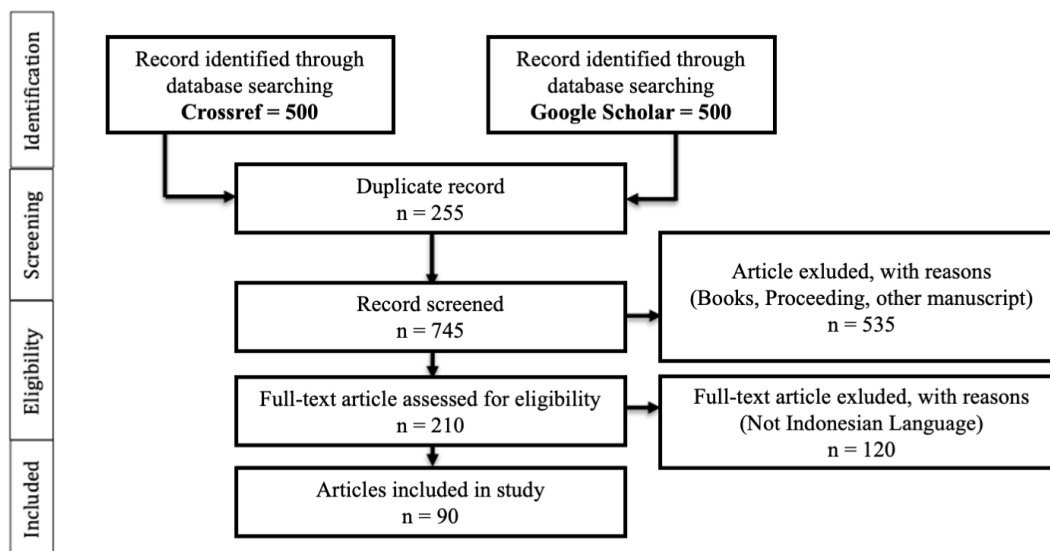 Identification
Record identified through
database searching
Crossref = 500
Record identified through
database searching
Google Scholar = 500
Screening
Duplicate record
n = 255
Article exluded, with reasons
(Books, Proceeding, other manuscript)
n = 535
Record screened
n = 745
Eligibility
Full-text article assessed for eligibility
n = 210
Full-text article exluded, with reasons
(Not Indonesian Language)
n = 120
Included
Articles included in study
n = 90